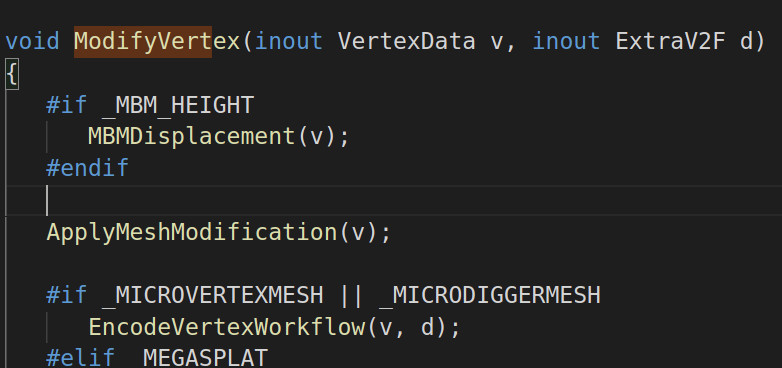 void ModifyVertex(inout VertexData v, inout ExtraV2F d)
{
#if _MBM_HEIGHT
MBMDisplacement(v);
#endif
ApplyMeshModification(v);
#if _MICROVERTEXMESH || _MICRODIGGERMESH
EncodeVertexWorkflow(v, d);
#elif _MEGASPLAT